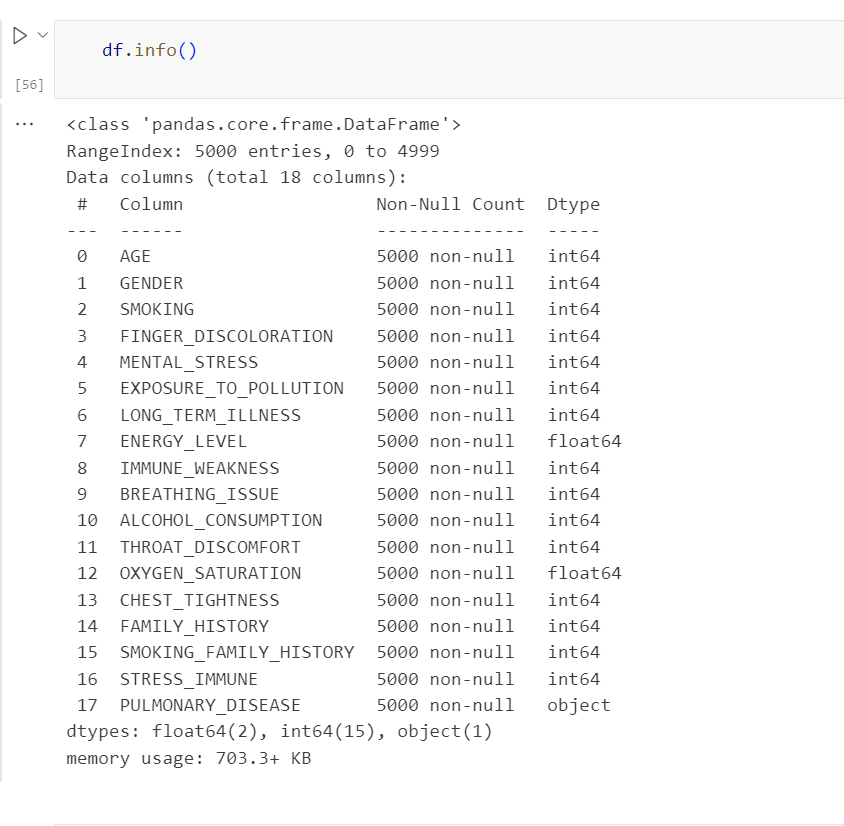 df.info()
[56]
...
<class 'pandas.core.frame.DataFrame'>
RangeIndex: 5000 entries, 0 to 4999
Data columns (total 18 columns):
 #   Column                  Non-Null Count  Dtype
---  ------                  --------------  -----
 0   AGE                     5000 non-null   int64
 1   GENDER                  5000 non-null   int64
 2   SMOKING                 5000 non-null   int64
 3   FINGER_DISCOLORATION    5000 non-null   int64
 4   MENTAL_STRESS           5000 non-null   int64
 5   EXPOSURE_TO_POLLUTION   5000 non-null   int64
 6   LONG_TERM_ILLNESS       5000 non-null   int64
 7   ENERGY_LEVEL            5000 non-null   float64
 8   IMMUNE_WEAKNESS         5000 non-null   int64
 9   BREATHING_ISSUE         5000 non-null   int64
 10  ALCOHOL_CONSUMPTION     5000 non-null   int64
 11  THROAT_DISCOMFORT       5000 non-null   int64
 12  OXYGEN_SATURATION       5000 non-null   float64
 13  CHEST_TIGHTNESS         5000 non-null   int64
 14  FAMILY_HISTORY          5000 non-null   int64
 15  SMOKING_FAMILY_HISTORY  5000 non-null   int64
 16  STRESS_IMMUNE           5000 non-null   int64
 17  PULMONARY_DISEASE       5000 non-null   object
dtypes: float64(2), int64(15), object(1)
memory usage: 703.3+ KB